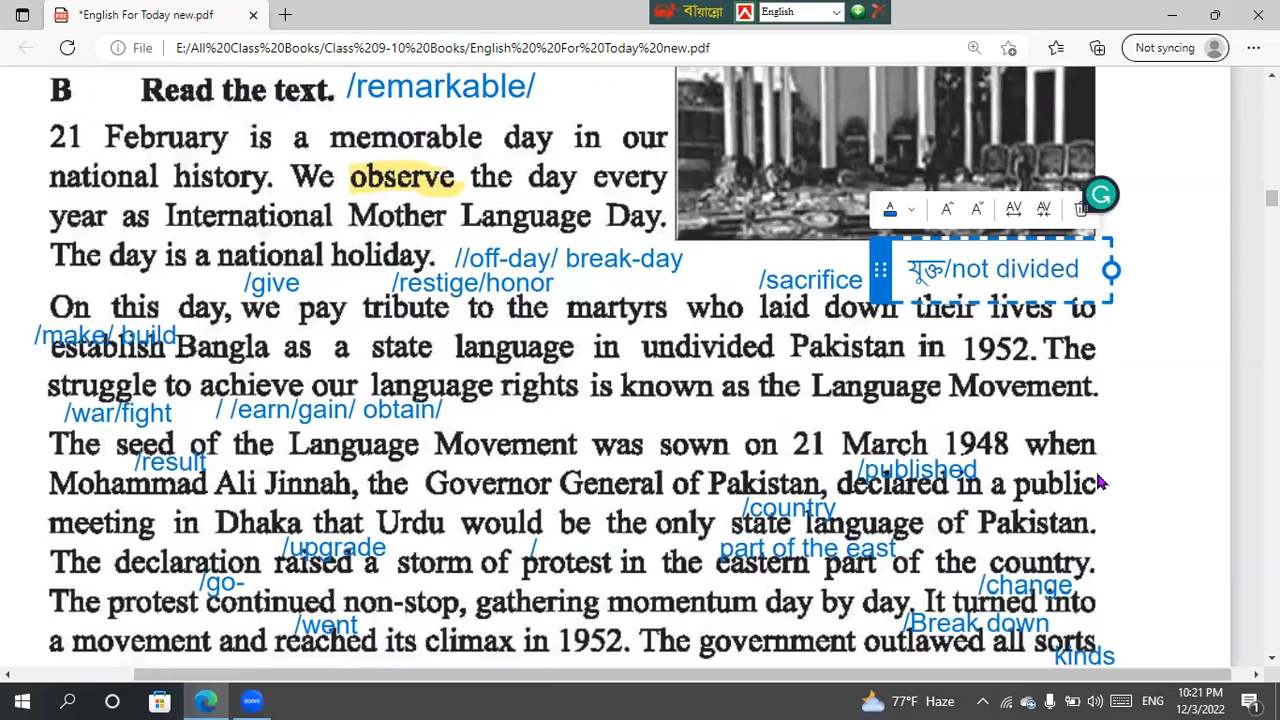 *English For Today new.pdf
বায়ান্নো English
File E:/All%20Class%20Books/Class%209-10%20Books/English%20%20For%20Today%20new.pdf Not syncing
B Read the text. /remarkable/
21 February is a memorable day in our
national history. We observe the day every
year as International Mother Language Day.
The day is a national holiday. //off-day/ break-day
যুক্ত/not divided
/give /restige/honor /sacrifice
On this day, we pay tribute to the martyrs who laid down their lives to
/make/ build
establish Bangla as a state language in undivided Pakistan in 1952. The
struggle to achieve our language rights is known as the Language Movement.
/war/fight / /earn/gain/ obtain/
The seed of the Language Movement was sown on 21 March 1948 when
/result /published
Mohammad Ali Jinnah, the Governor General of Pakistan, declared in a public
/country
meeting in Dhaka that Urdu would be the only state language of Pakistan.
/upgrade / part of the east
The declaration raised a storm of protest in the eastern part of the country.
/go- /change
The protest continued non-stop, gathering momentum day by day. It turned into
/went /Break down
a movement and reached its climax in 1952. The government outlawed all sorts
kinds
zoom 77°F Haze ENG 10:21 PM
12/3/2022 1